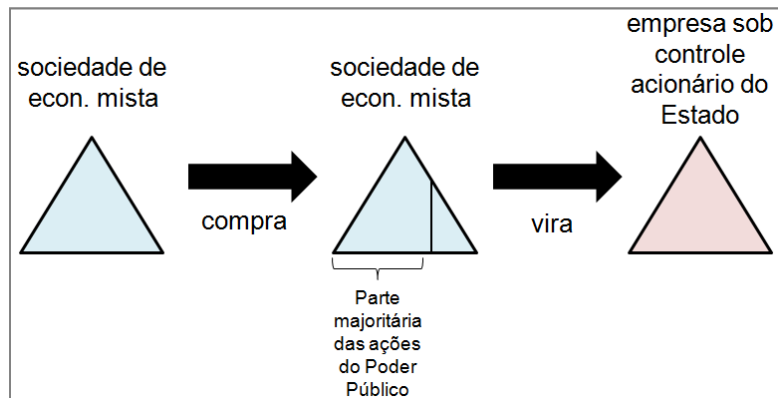 sociedade de
econ. mista
compra
sociedade de
econ. mista
Parte
majoritária
das ações
do Poder
Público
vira
empresa sob
controle
acionário do
Estado